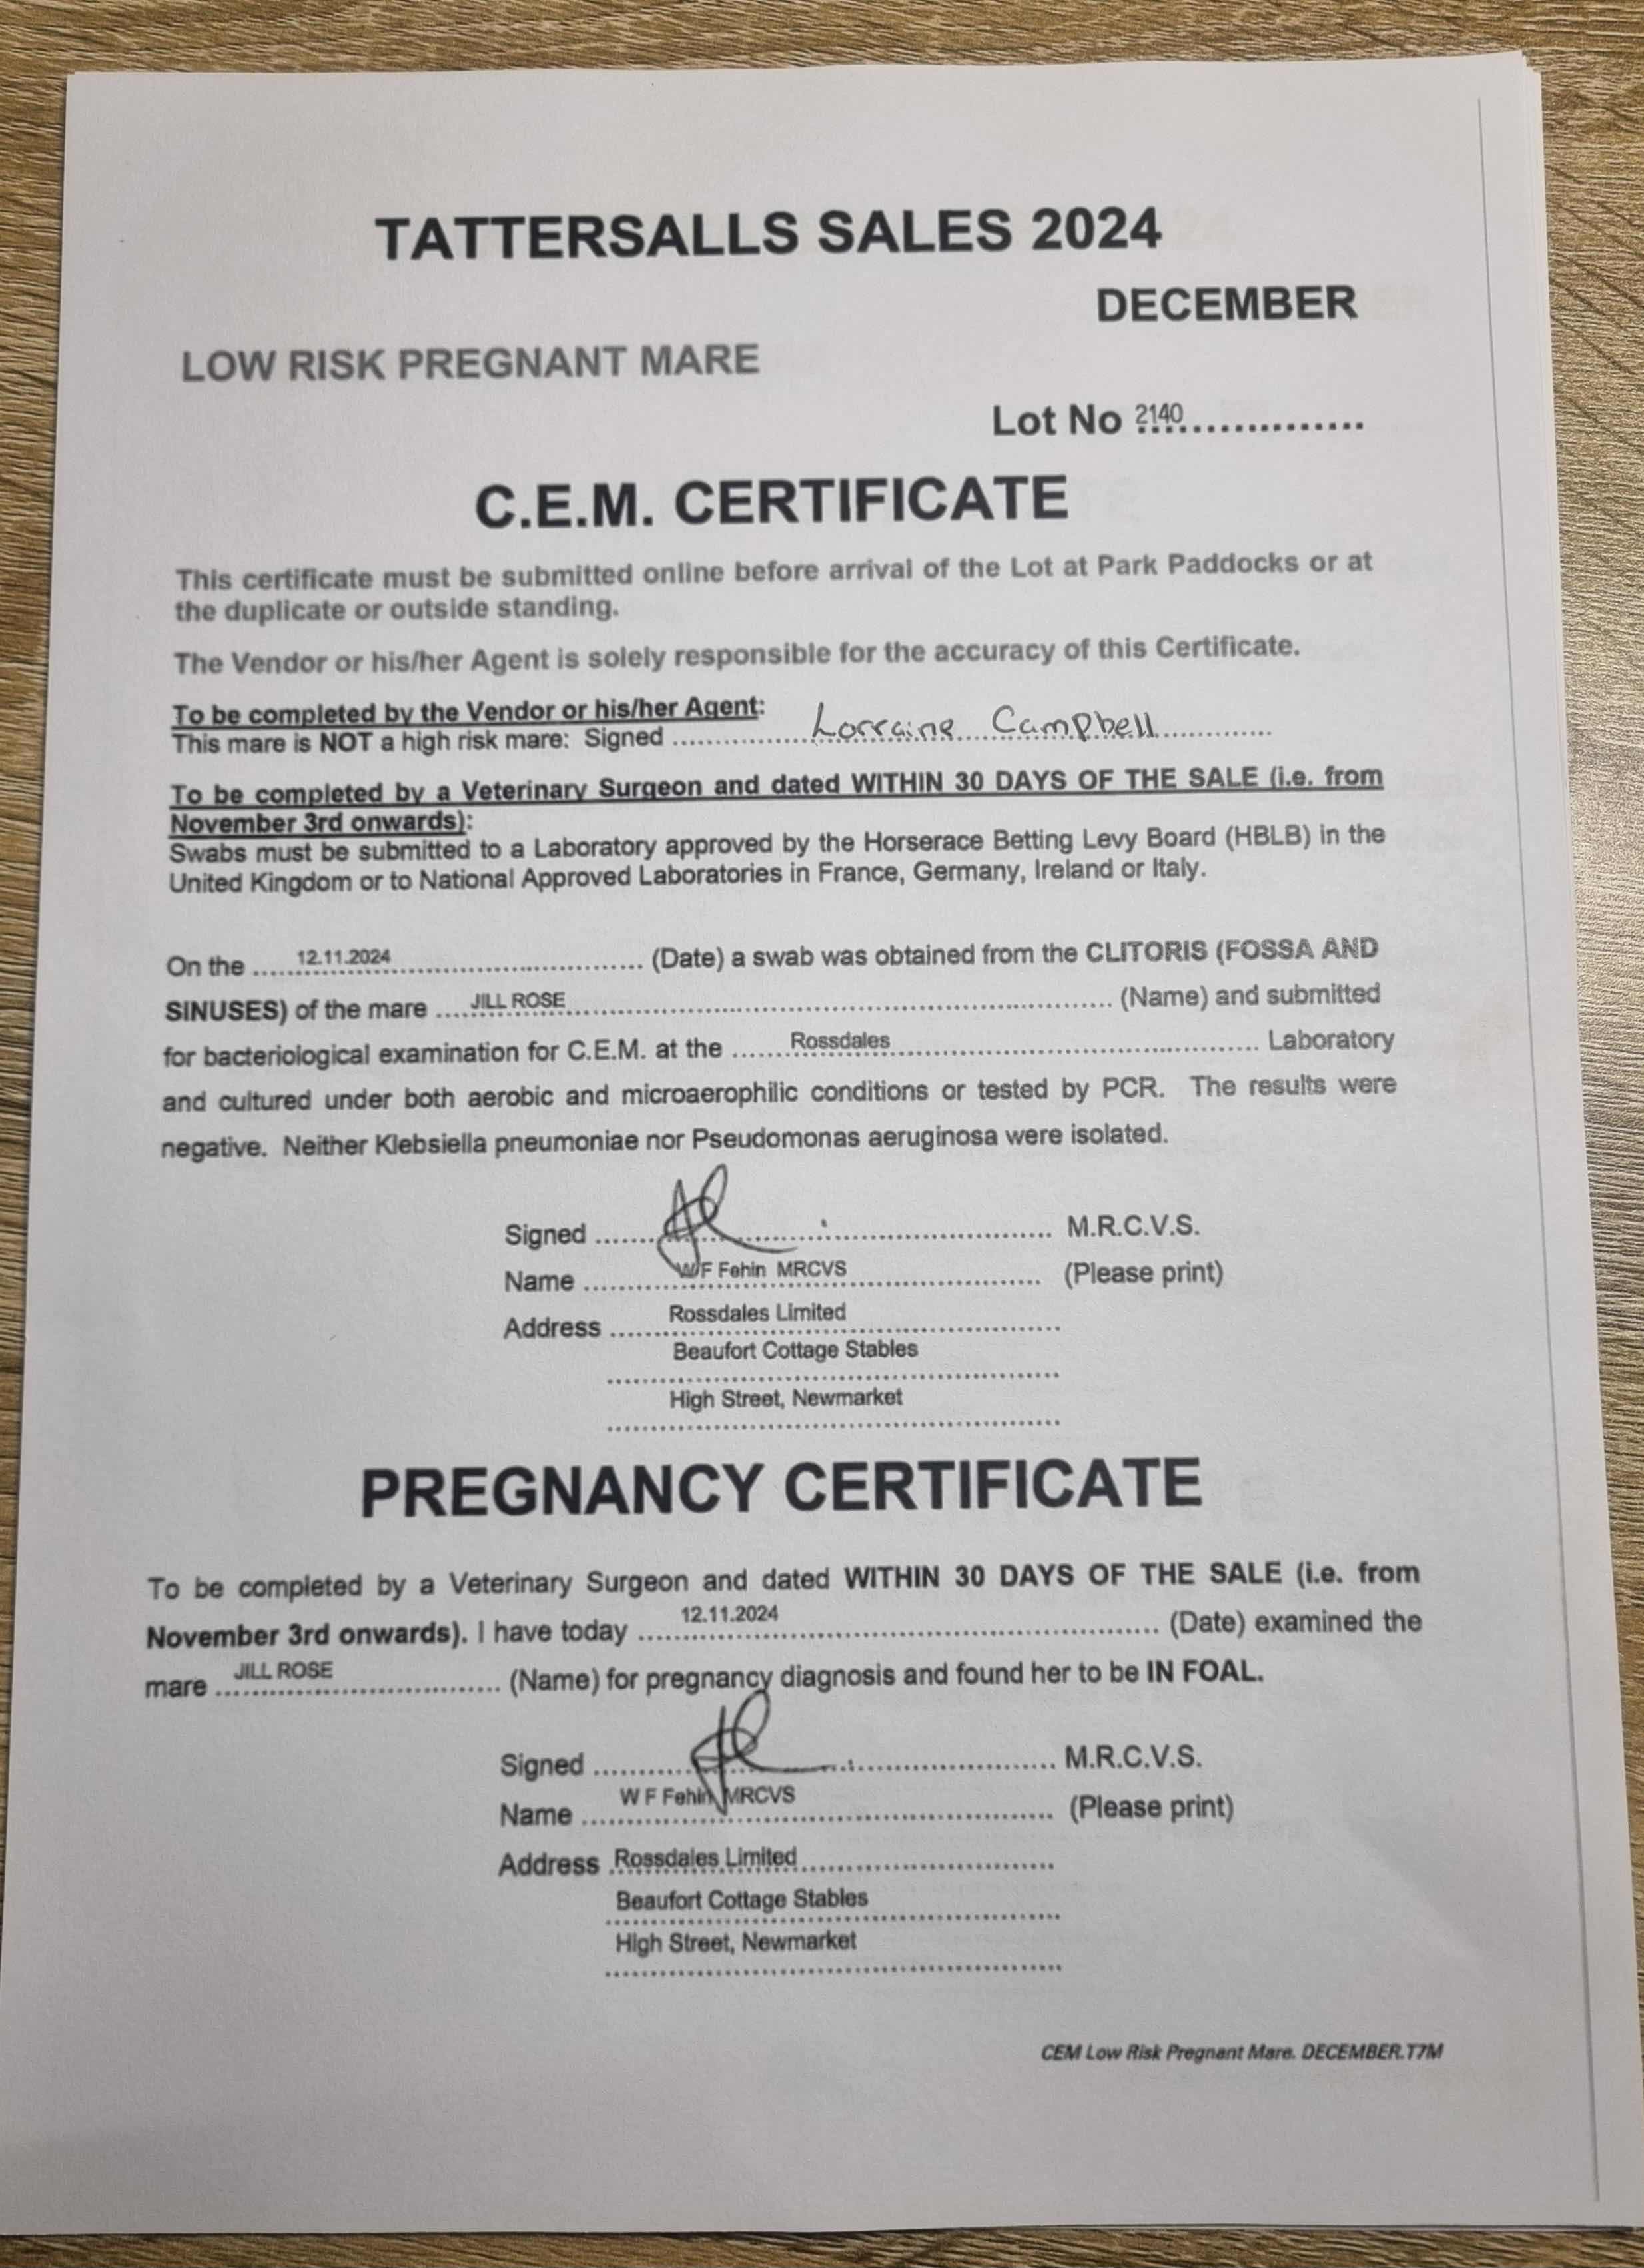 TATTERSALLS SALES 2024
DECEMBER
LOW RISK PREGNANT MARE
Lot No 2140
C.E.M. CERTIFICATE
This certificate must be submitted online before arrival of the Lot at Park Paddocks or at
the duplicate or outside standing.
The Vendor or his/her Agent is solely responsible for the accuracy of this Certificate.
To be completed by the Vendor or his/her Agent:
This mare is NOT a high risk mare: Signed Lorraine Campbell
To be completed by a Veterinary Surgeon and dated WITHIN 30 DAYS OF THE SALE (i.e. from
November 3rd onwards):
Swabs must be submitted to a Laboratory approved by the Horserace Betting Levy Board (HBLB) in the
United Kingdom or to National Approved Laboratories in France, Germany, Ireland or Italy.
On the 12.11.2024 (Date) a swab was obtained from the CLITORIS (FOSSA AND
SINUSES) of the mare JILL ROSE (Name) and submitted
for bacteriological examination for C.E.M. at the Rossdales Laboratory
and cultured under both aerobic and microaerophilic conditions or tested by PCR. The results were
negative. Neither Klebsiella pneumoniae nor Pseudomonas aeruginosa were isolated.
Signed M.R.C.V.S.
Name W F Fehin MRCVS (Please print)
Address Rossdales Limited
Beaufort Cottage Stables
High Street, Newmarket
PREGNANCY CERTIFICATE
To be completed by a Veterinary Surgeon and dated WITHIN 30 DAYS OF THE SALE (i.e. from
November 3rd onwards). I have today 12.11.2024 (Date) examined the
mare JILL ROSE (Name) for pregnancy diagnosis and found her to be IN FOAL.
Signed M.R.C.V.S.
Name W F Fehin MRCVS (Please print)
Address Rossdales Limited
Beaufort Cottage Stables
High Street, Newmarket
CEM Low Risk Pregnant Mare. DECEMBER.T7M